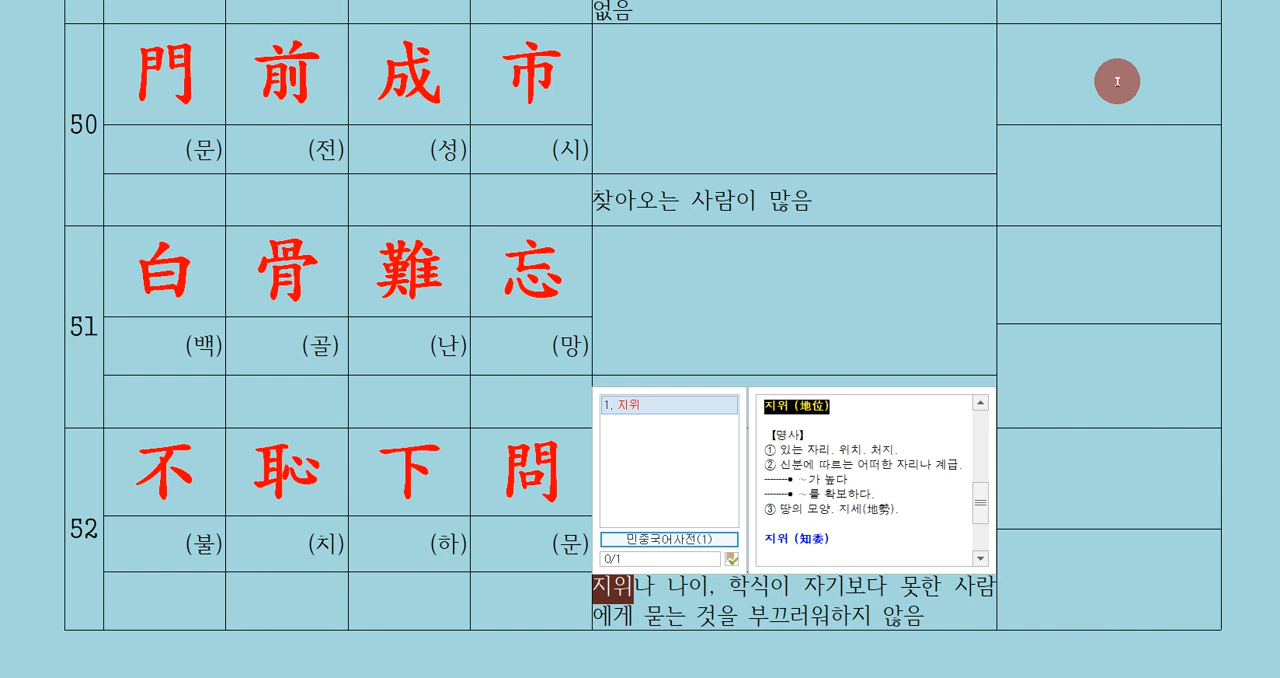 없음
50
門 前 成 市
(문) (전) (성) (시)
찾아오는 사람이 많음
51
白 骨 難 忘
(백) (골) (난) (망)
52
不 恥 下 問
(불) (치) (하) (문)
1. 지위
민중국어사전(1)
0/1
지위 (地位)
【명사】
① 있는 자리. 위치. 처지.
② 신분에 따르는 어떠한 자리나 계급.
-------● ~가 높다
-------● ~를 확보하다.
③ 땅의 모양. 지세(地勢).
지위 (知委)
지위나 나이, 학식이 자기보다 못한 사람
에게 묻는 것을 부끄러워하지 않음